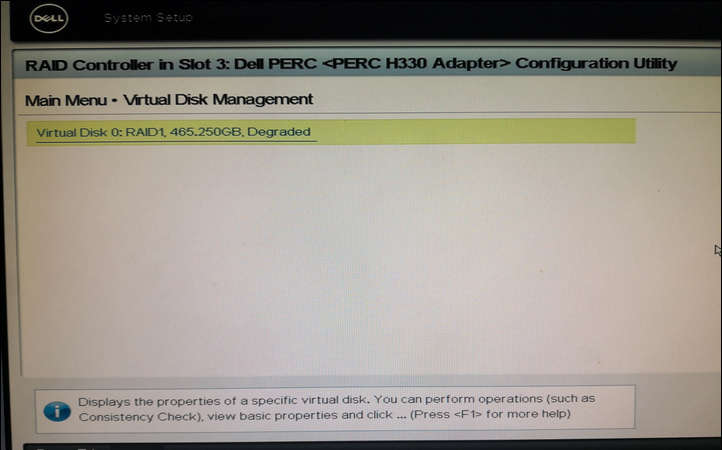 DELL
System Setup
RAID Controller in Slot 3: Dell PERC <PERC H330 Adapter> Configuration Utility
Main Menu • Virtual Disk Management
Virtual Disk 0: RAID1, 465.250GB, Degraded
Displays the properties of a specific virtual disk. You can perform operations (such as
Consistency Check), view basic properties and click ... (Press <F1> for more help)